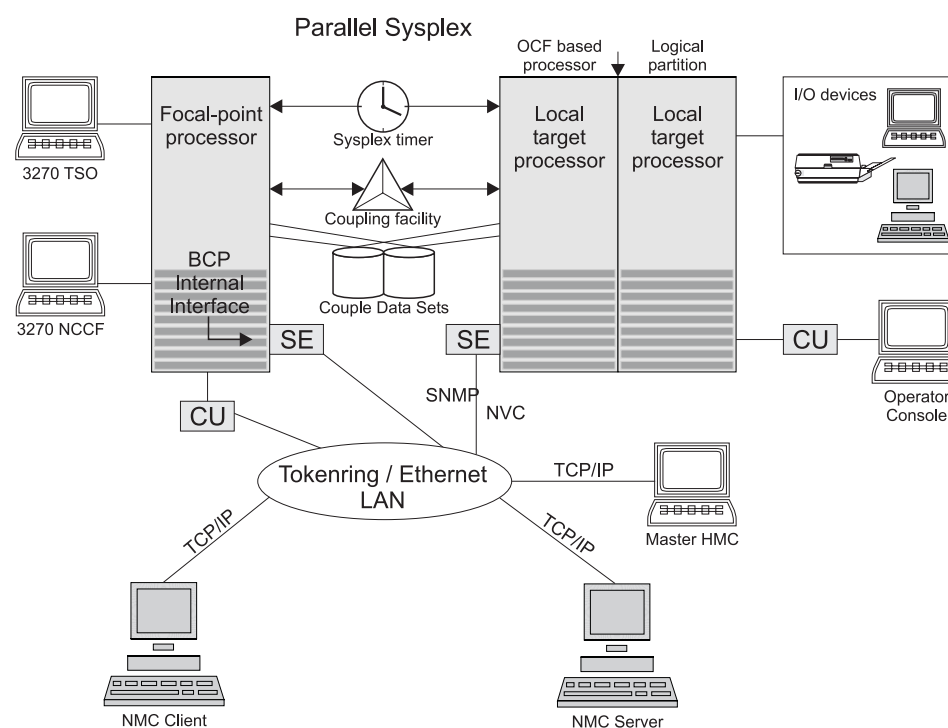 Parallel Sysplex
OCF based
processor
Logical
partition
3270 TSO
Focal-point
processor
Sysplex timer
Local
target
processor
Local
target
processor
I/O devices
Coupling facility
3270 NCCF
BCP
Internal
Interface
Couple Data Sets
SE
SE
CU
Operator
Console
CU
SNMP
NVC
Tokenring / Ethernet
LAN
TCP/IP
Master HMC
TCP/IP
TCP/IP
NMC Client
NMC Server